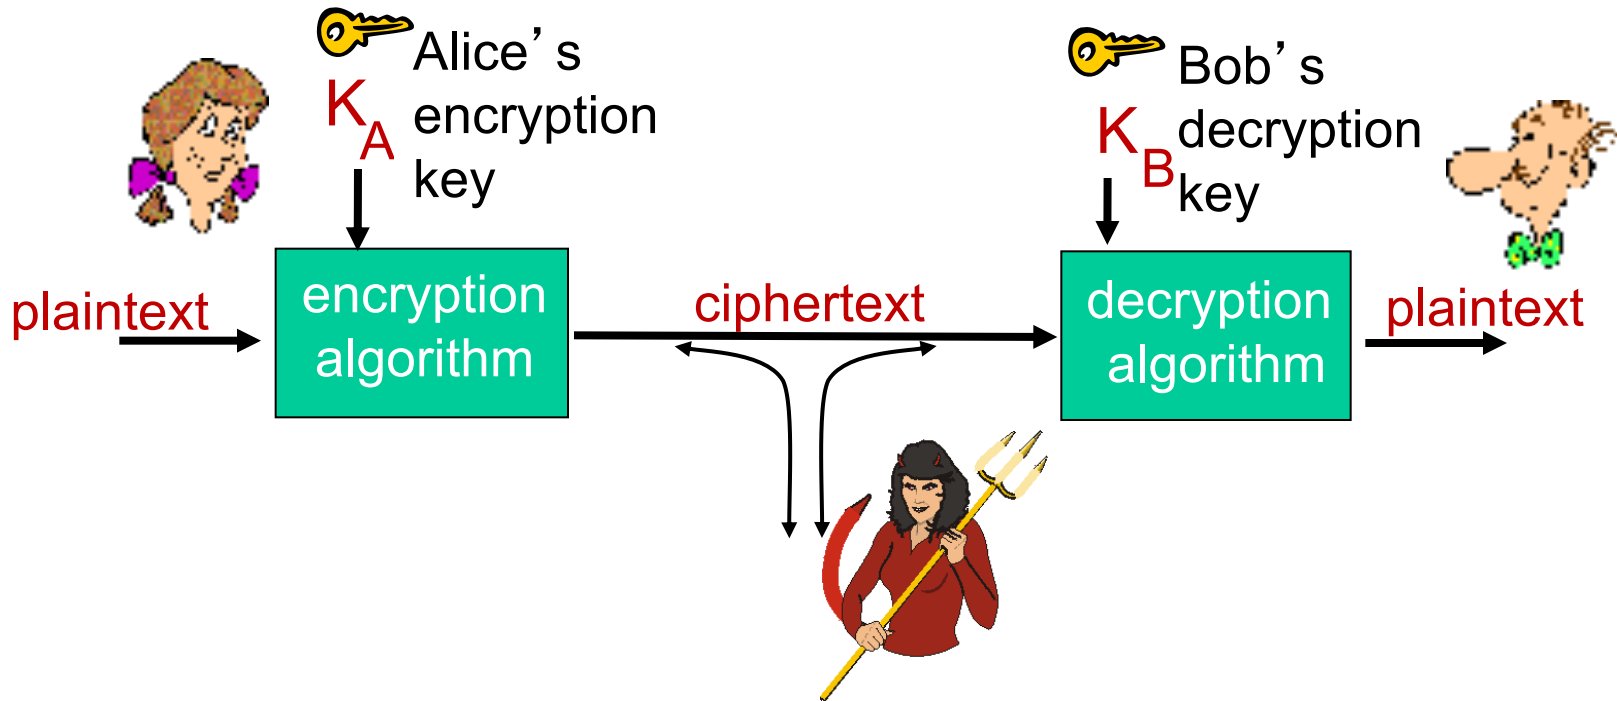 Alice’s
encryption
key
K
A
Bob’s
decryption
key
K
B
plaintext
encryption
algorithm
ciphertext
decryption
algorithm
plaintext